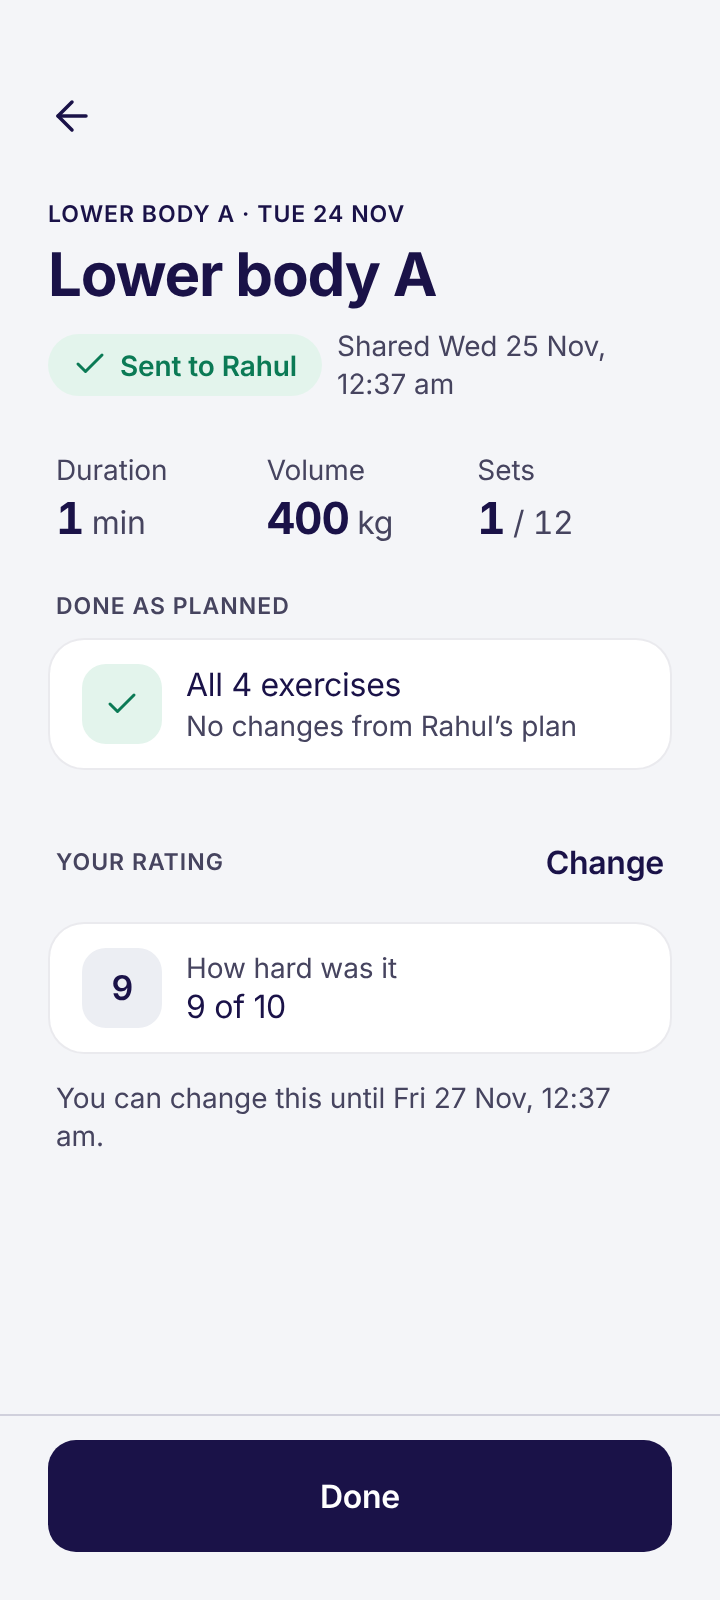 LOWER BODY A · TUE 24 NOV
Lower body A
Sent to Rahul
Shared Wed 25 Nov,
12:37 am
Duration
1 min
Volume
400 kg
Sets
1 / 12
DONE AS PLANNED
All 4 exercises
No changes from Rahul’s plan
YOUR RATING
Change
9
How hard was it
9 of 10
You can change this until Fri 27 Nov, 12:37
am.
Done